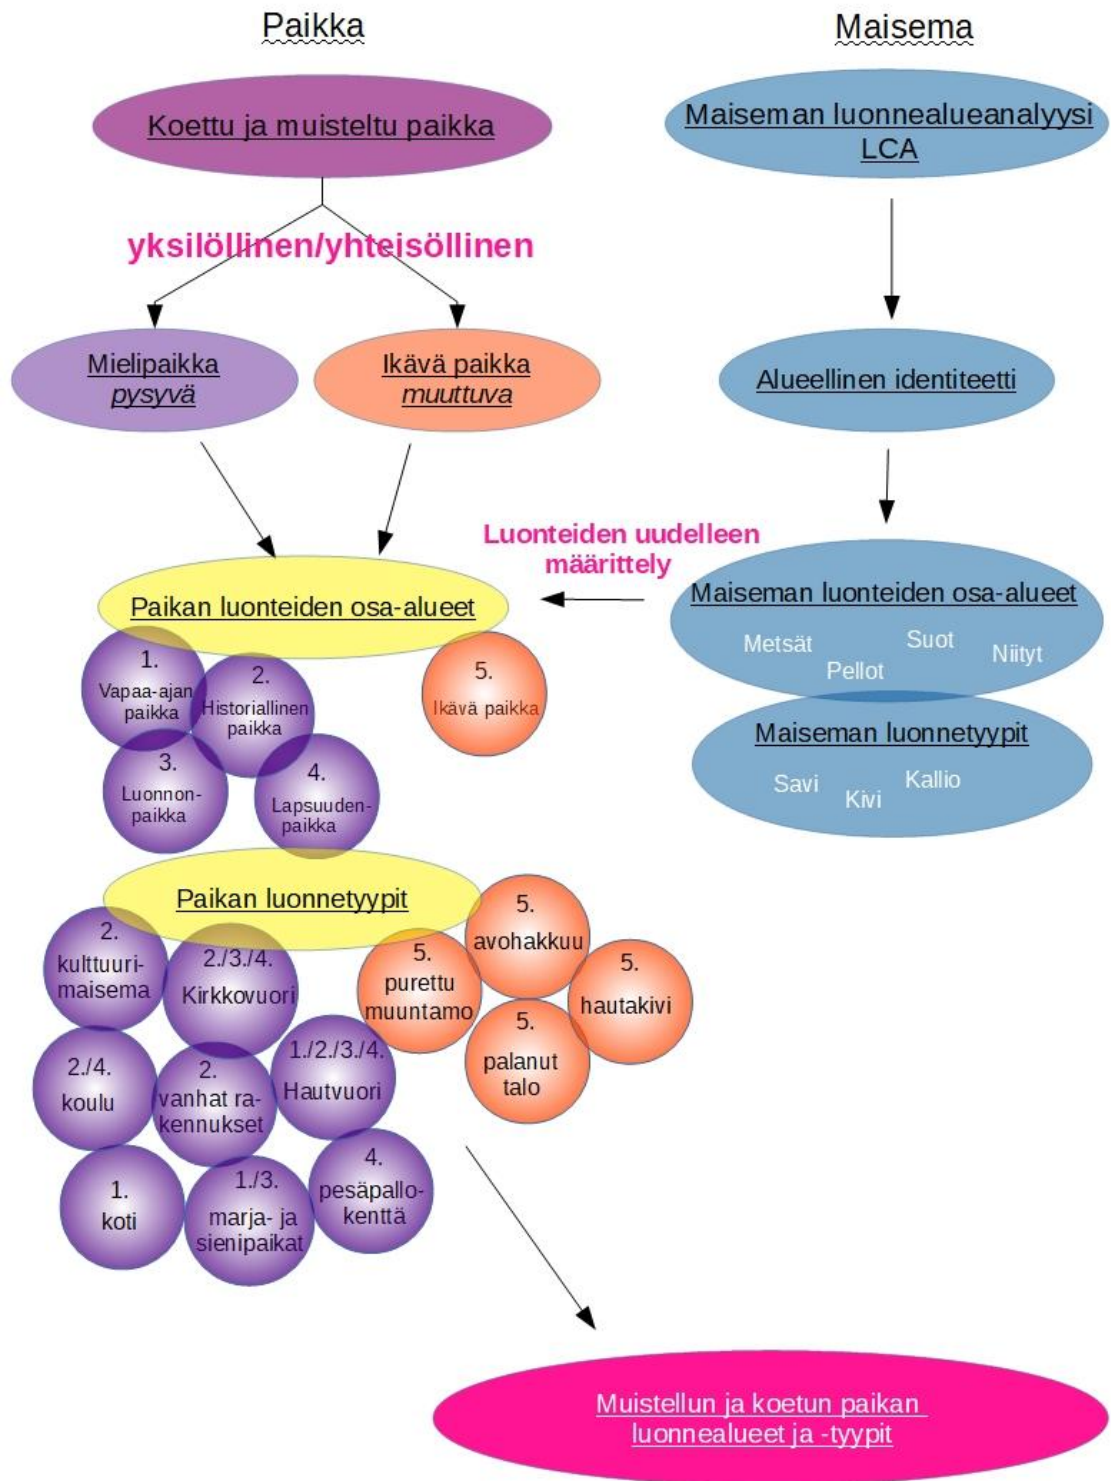 Paikka
Maisema
Koettu ja muisteltu paikka
Maiseman luonnealueanalyysi
LCA
yksilöllinen/yhteisöllinen
Mielipaikka
pysyvä
Ikävä paikka
muuttuva
Alueellinen identiteetti
Luonteiden uudelleen
määrittely
Paikan luonteiden osa-alueet
Maiseman luonteiden osa-alueet
Metsät
Pellot
Suot
Niityt
1.
Vapaa-ajan
paikka
2.
Historiallinen
paikka
3.
Luonnon-
paikka
4.
Lapsuuden-
paikka
5.
Ikävä paikka
Maiseman luonnetyypit
Savi
Kivi
Kallio
Paikan luonnetyypit
2.
kulttuuri-
maisema
2./3./4.
Kirkkovuori
5.
purettu
muuntamo
5.
avohakkuu
5.
hautakivi
5.
palanut
talo
2./4.
koulu
2.
vanhat ra-
kennukset
1./2./3./4.
Hautvuori
1.
koti
1./3.
marja- ja
sienipaikat
4.
pesäpallo-
kenttä
Muistellun ja koetun paikan
luonnealueet ja -tyypit